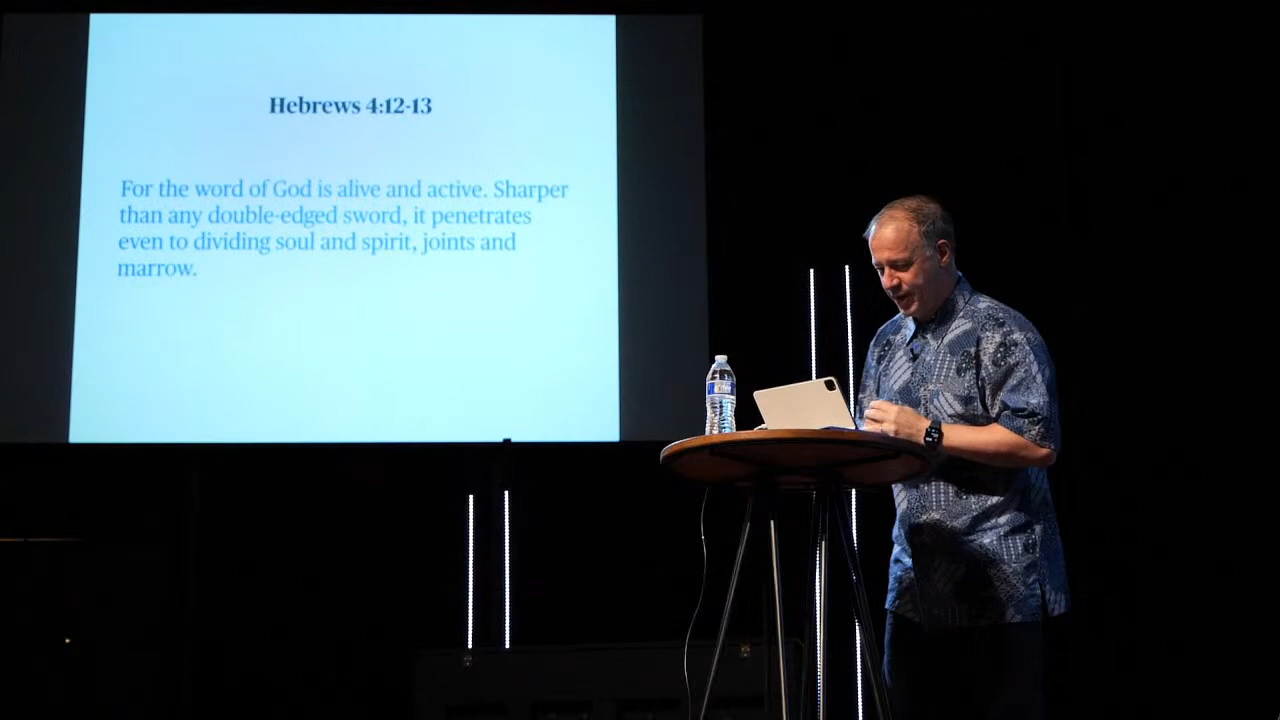 Hebrews 4:12-13
For the word of God is alive and active. Sharper
than any double-edged sword, it penetrates
even to dividing soul and spirit, joints and
marrow.